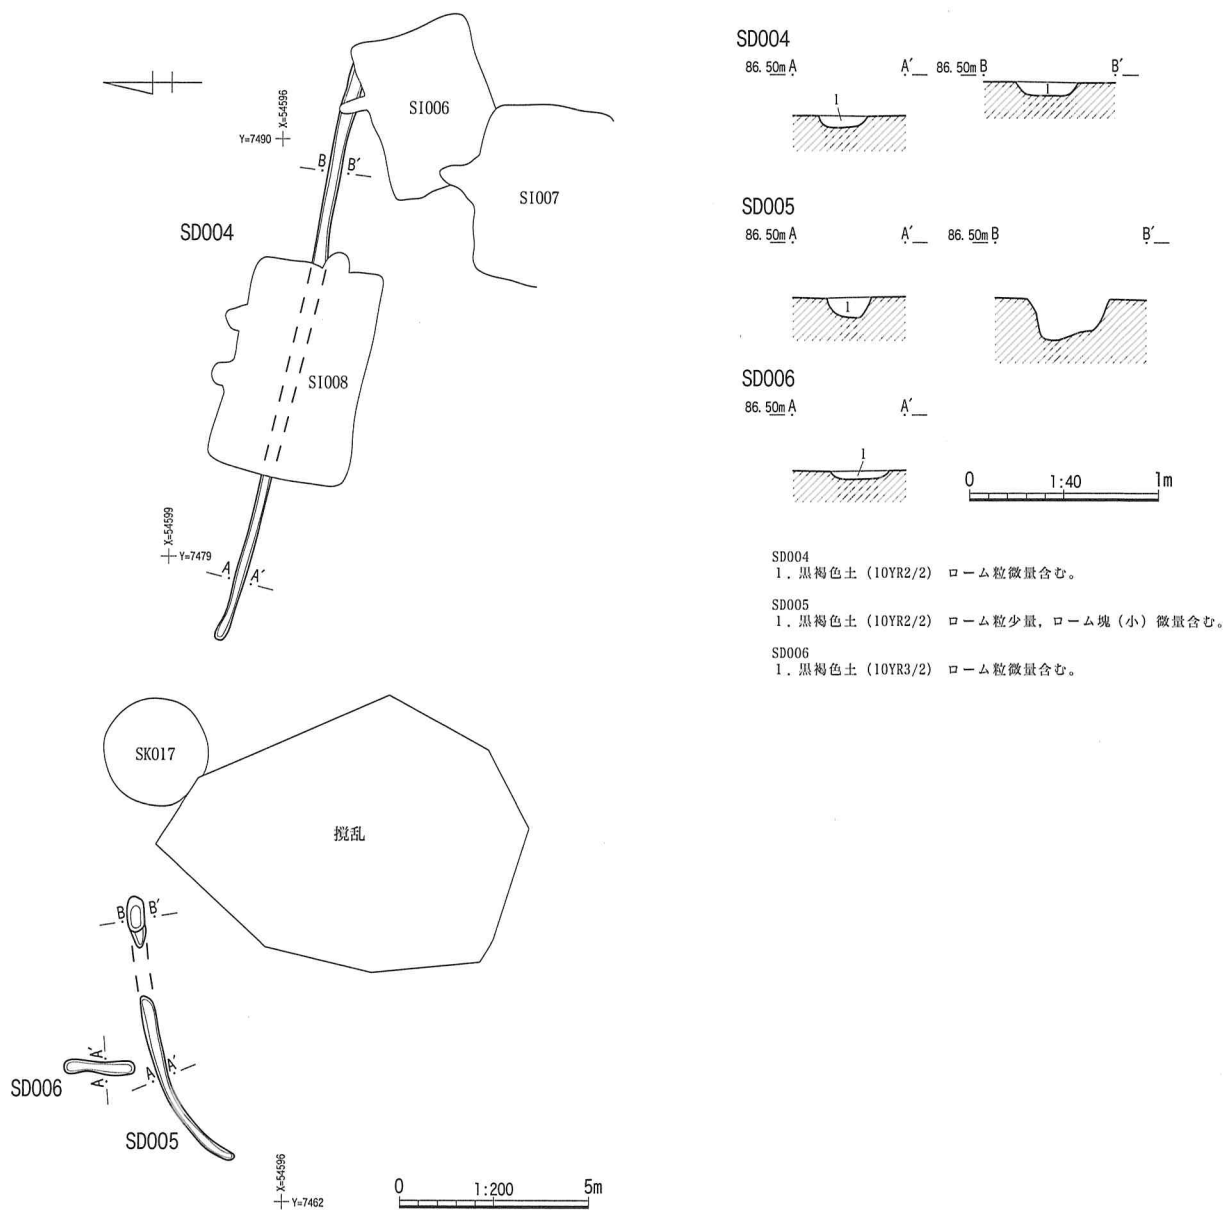 SI006
X=54596
Y=7490
B
B′
SI007
SD004
SI008
X=54599
Y=7479
A
A′
SK017
撹乱
B
B′
A′
A
SD006
A
A′
SD005
X=54596
Y=7462
0 1:200 5m
SD004
86.50m A A′ 86.50m B B′
1
1
SD005
86.50m A A′ 86.50m B B′
1
SD006
86.50m A A′
1
0 1:40 1m
SD004
1. 黒褐色土 (10YR2/2) ローム粒微量含む。
SD005
1. 黒褐色土 (10YR2/2) ローム粒少量, ローム塊 (小) 微量含む。
SD006
1. 黒褐色土 (10YR3/2) ローム粒微量含む。